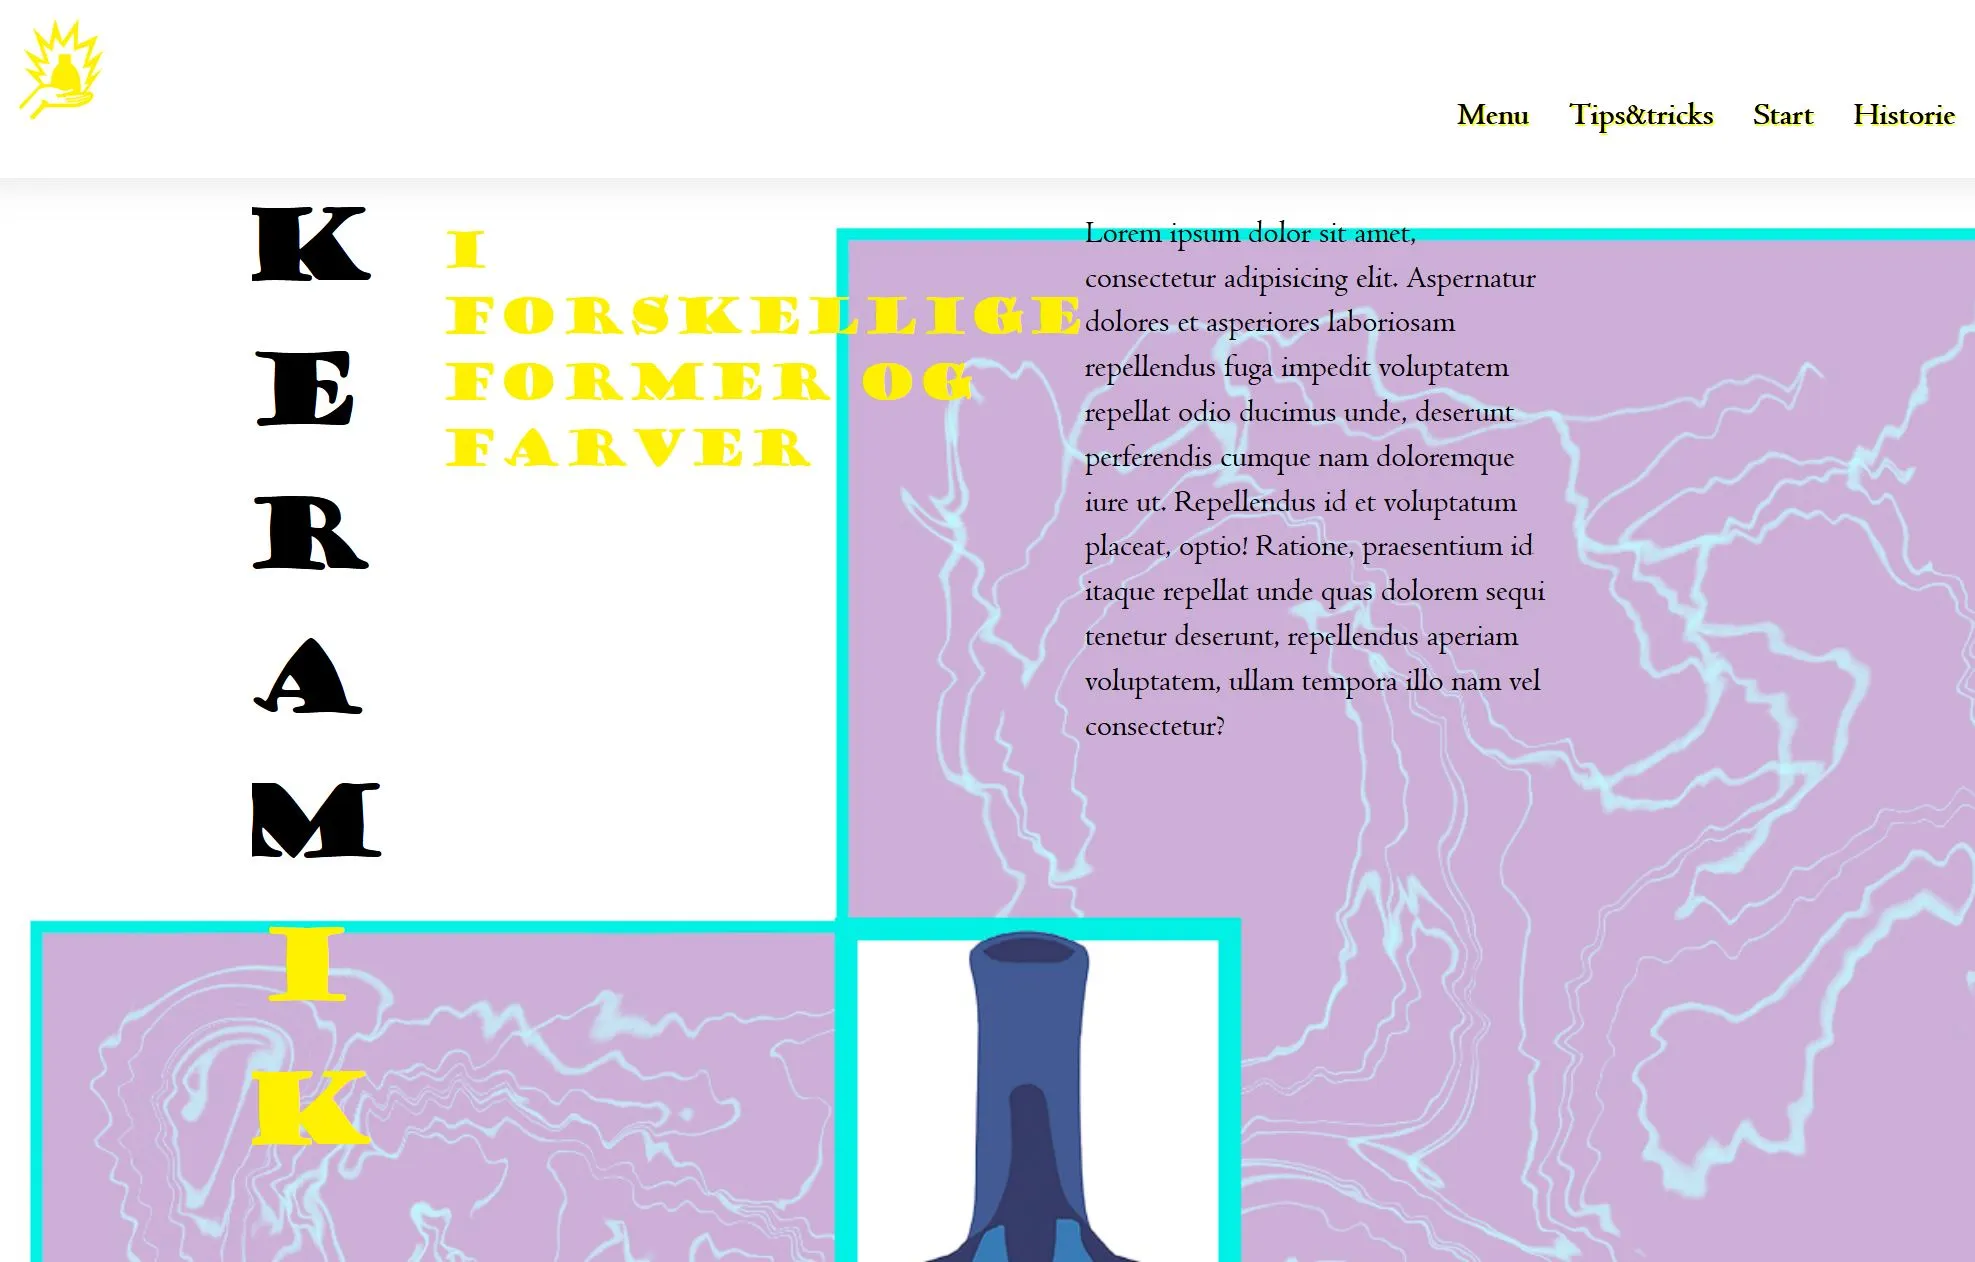 Menu Tips&tricks Start Historie
K
E
R
A
M
I
K
I
FORSKELLIGE
FORMER OG
FARVER
Lorem ipsum dolor sit amet,
consectetur adipisicing elit. Aspernatur
dolores et asperiores laboriosam
repellendus fuga impedit voluptatem
repellat odio ducimus unde, deserunt
perferendis cumque nam doloremque
iure ut. Repellendus id et voluptatum
placeat, optio! Ratione, praesentium id
itaque repellat unde quas dolorem sequi
tenetur deserunt, repellendus aperiam
voluptatem, ullam tempora illo nam vel
consectetur?